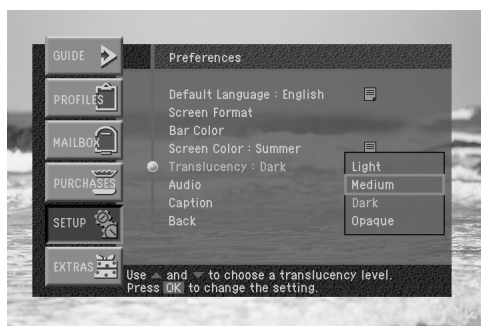 GUIDE
PROFILES
MAILBOX
PURCHASES
SETUP
EXTRAS
Preferences
Default Language : English
Screen Format
Bar Color
Screen Color : Summer
Translucency : Dark
Audio
Caption
Back
Light
Medium
Dark
Opaque
Use and to choose a translucency level.
Press OK to change the setting.